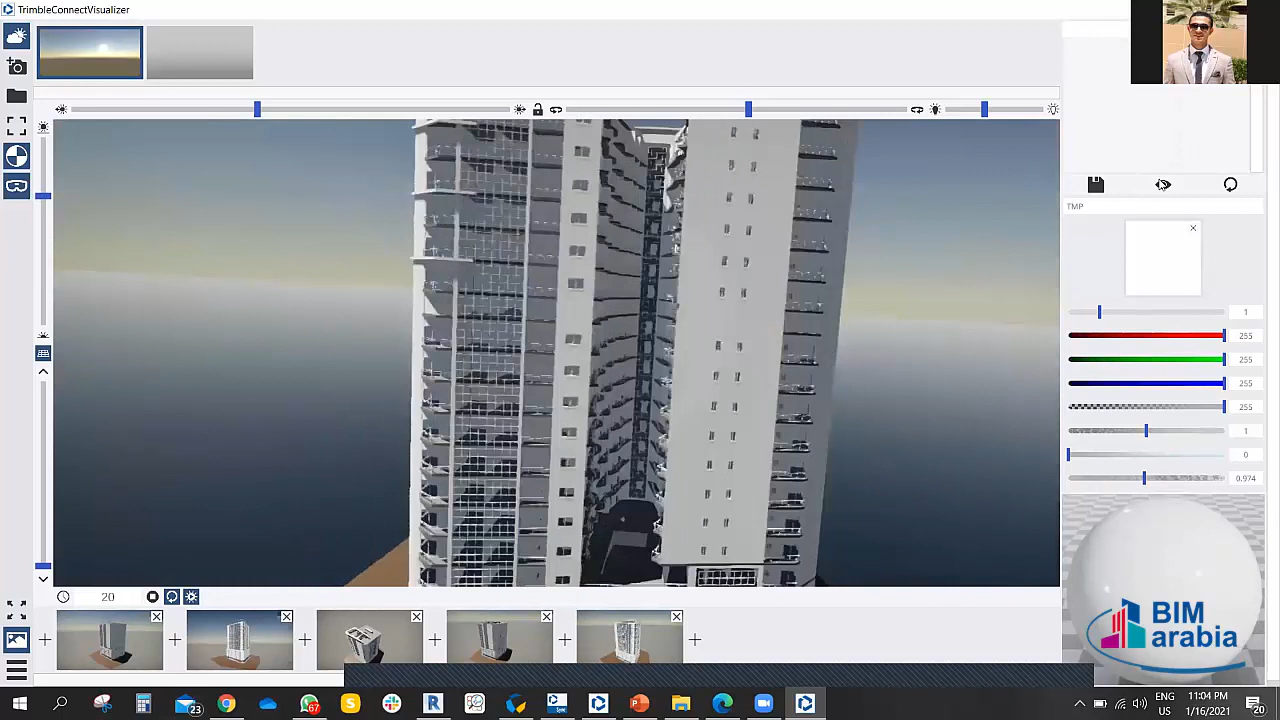 TrimbleConnectVisualizer
TMP
1
255
255
255
255
1
0
0.974
20
BIM
arabia
23
67
ENG
US
11:04 PM
1/16/2021
20